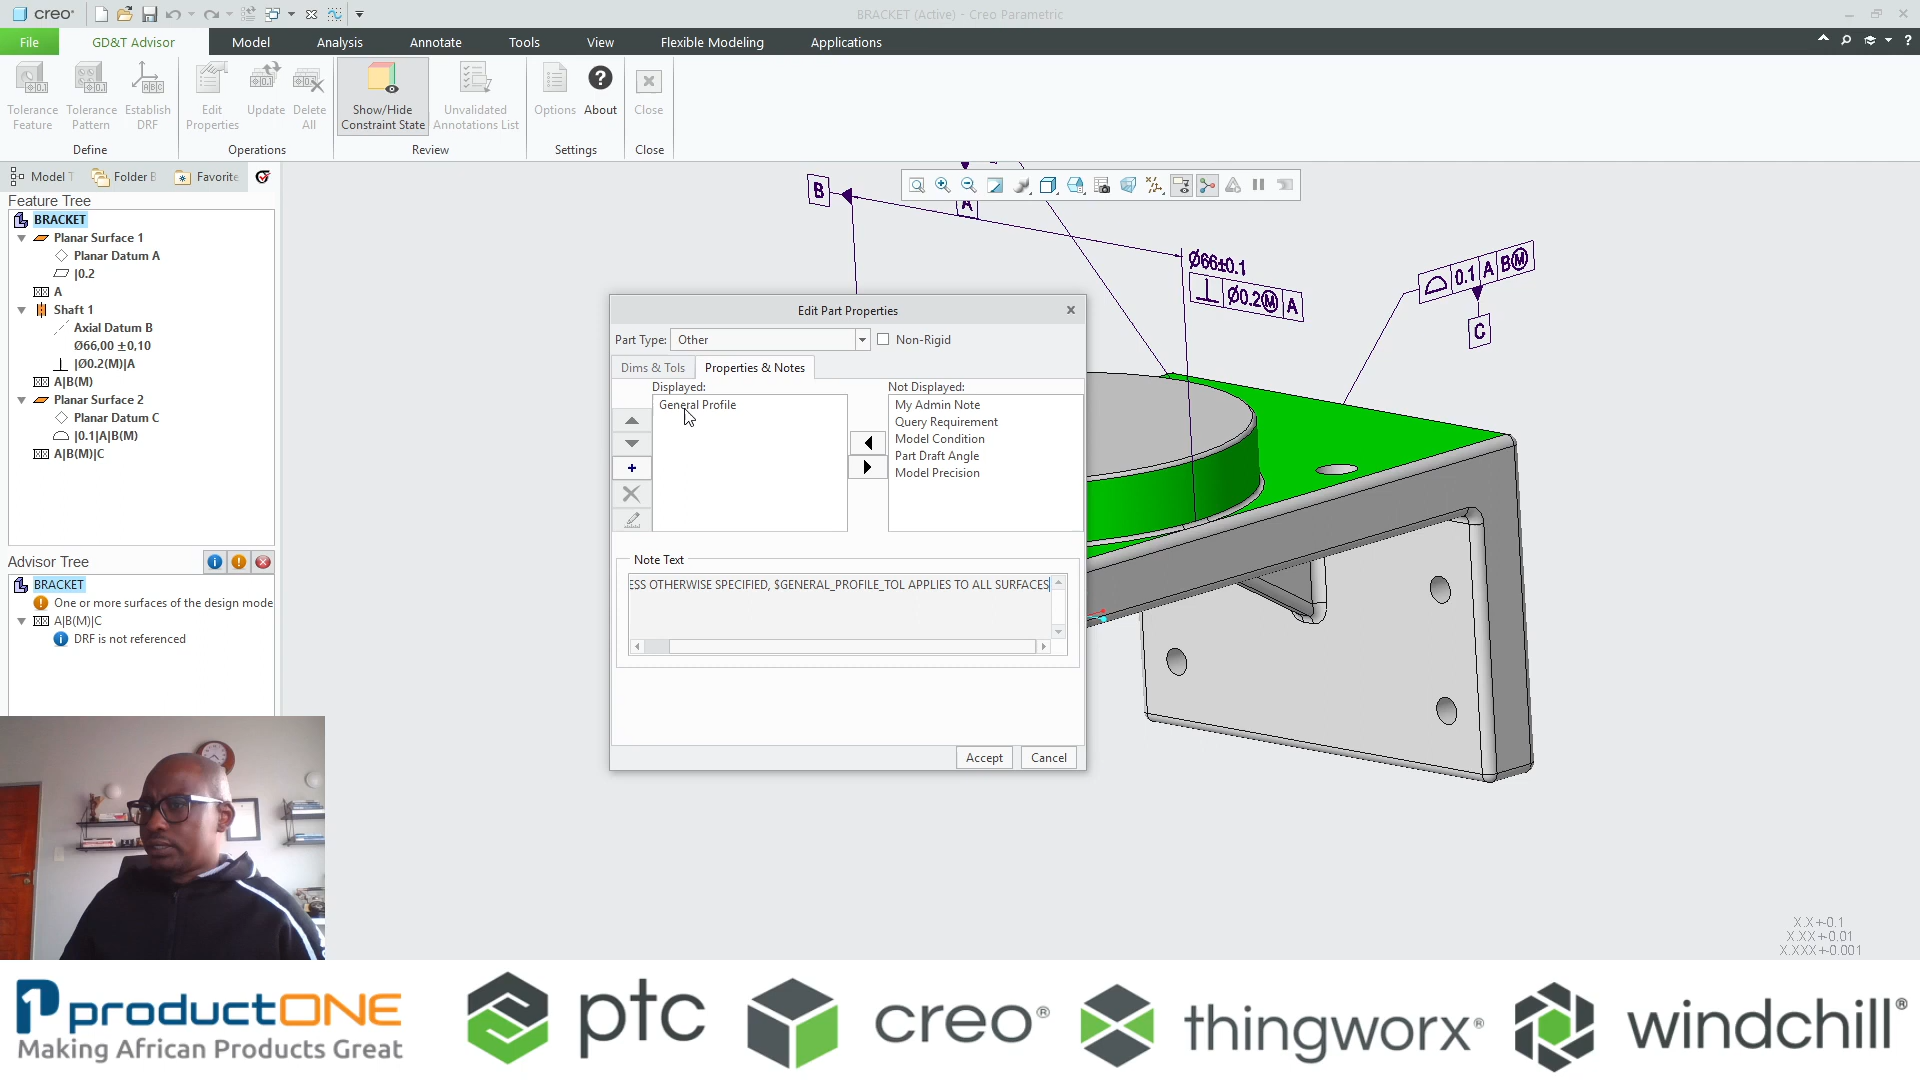 creo
BRACKET (Active) - Creo Parametric
File
GD&T Advisor
Model
Analysis
Annotate
Tools
View
Flexible Modeling
Applications
Tolerance Feature
Tolerance Pattern
Establish DRF
Edit Properties
Update
Delete All
Show/Hide Constraint State
Unvalidated Annotations List
Options
About
Close
Define
Operations
Review
Settings
Close
Model T
Folder B
Favorite
Feature Tree
BRACKET
Planar Surface 1
Planar Datum A
|0.2
A
Shaft 1
Axial Datum B
Ø66,00 ±0,10
|Ø0.2(M)|A
A|B(M)
Planar Surface 2
Planar Datum C
|0.1|A|B(M)
A|B(M)|C
Advisor Tree
BRACKET
One or more surfaces of the design mode
A|B(M)|C
DRF is not referenced
B
A
Ø66±0.1
Ø0.2Ⓜ A
0.1 A BⓂ
C
Edit Part Properties
Part Type: Other
Non-Rigid
Dims & Tols
Properties & Notes
Displayed:
General Profile
Not Displayed:
My Admin Note
Query Requirement
Model Condition
Part Draft Angle
Model Precision
Note Text
ESS OTHERWISE SPECIFIED, $GENERAL_PROFILE_TOL APPLIES TO ALL SURFACES
Accept
Cancel
X.X+-0.1
X.XX+-0.01
X.XXX+-0.001
productONE
Making African Products Great
ptc
creo®
thingworx®
windchill®